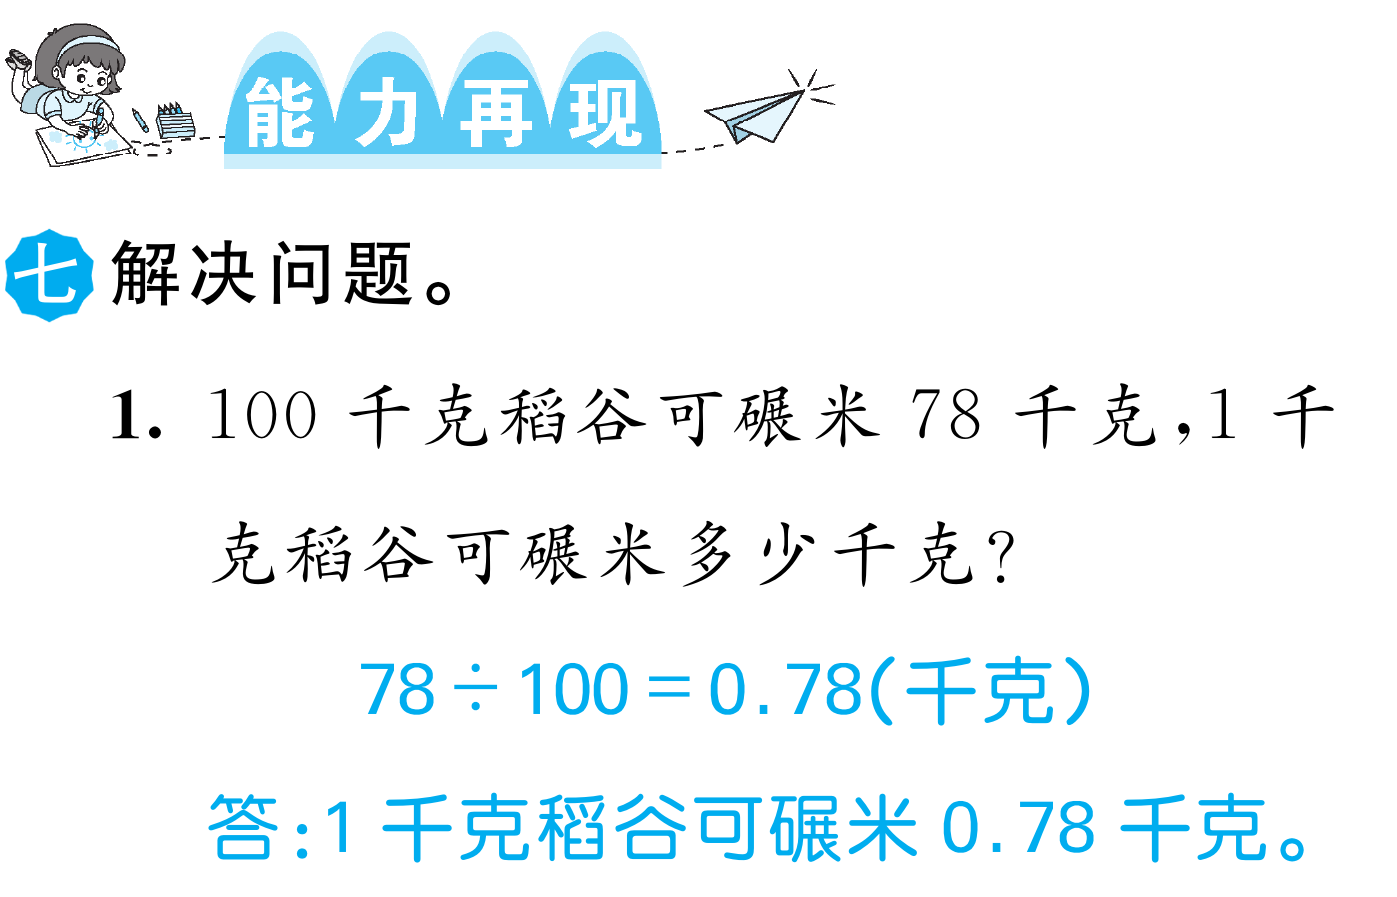 能力再现
七 解决问题。
1. 100 千克稻谷可碾米 78 千克,1 千
克稻谷可碾米多少千克?
78÷100=0.78(千克)
答:1 千克稻谷可碾米 0.78 千克。